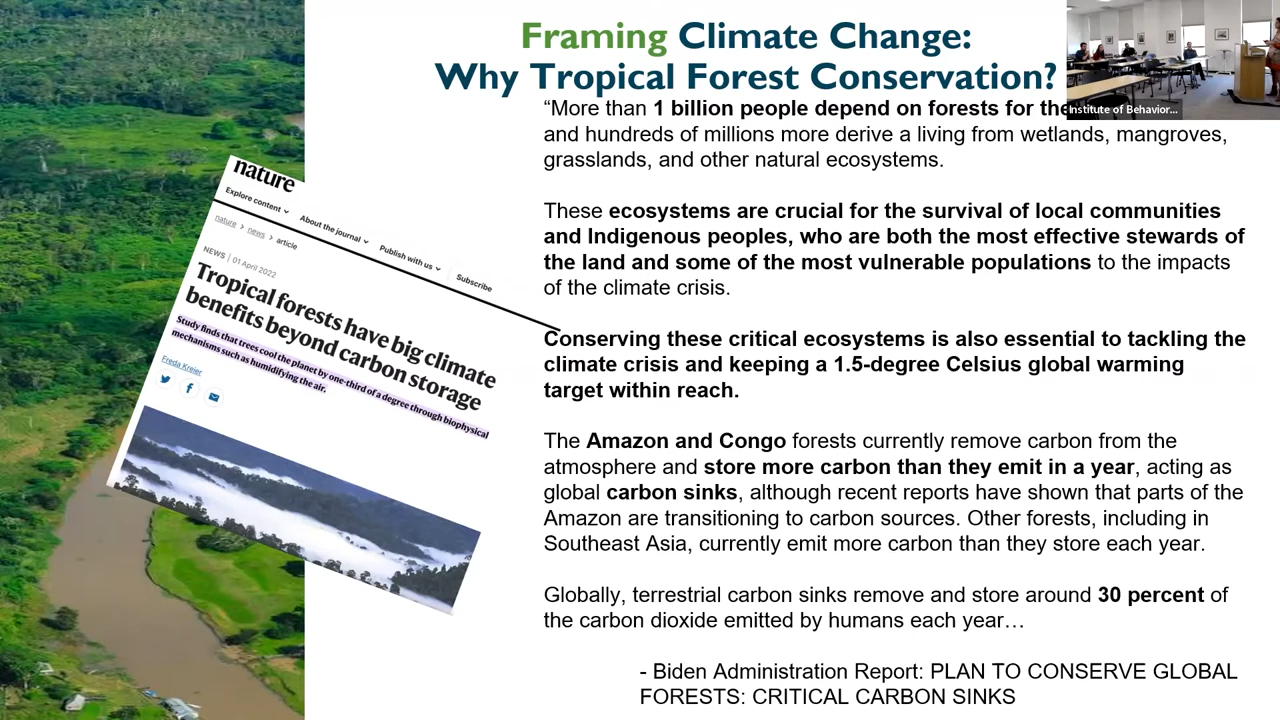 Framing Climate Change:
Why Tropical Forest Conservation?
“More than 1 billion people depend on forests for
and hundreds of millions more derive a living from wetlands, mangroves,
grasslands, and other natural ecosystems.
These ecosystems are crucial for the survival of local communities
and Indigenous peoples, who are both the most effective stewards of
the land and some of the most vulnerable populations to the impacts
of the climate crisis.
Conserving these critical ecosystems is also essential to tackling the
climate crisis and keeping a 1.5-degree Celsius global warming
target within reach.
The Amazon and Congo forests currently remove carbon from the
atmosphere and store more carbon than they emit in a year, acting as
global carbon sinks, although recent reports have shown that parts of the
Amazon are transitioning to carbon sources. Other forests, including in
Southeast Asia, currently emit more carbon than they store each year.
Globally, terrestrial carbon sinks remove and store around 30 percent of
the carbon dioxide emitted by humans each year…
- Biden Administration Report: PLAN TO CONSERVE GLOBAL
FORESTS: CRITICAL CARBON SINKS
nature
Explore content About the journal Publish with us Subscribe
nature > news > article
NEWS | 01 April 2022
Tropical forests have big climate
benefits beyond carbon storage
Study finds that trees cool the planet by one-third of a degree through biophysical
mechanisms such as humidifying the air.
Freda Kreier
Institute of Behavior...